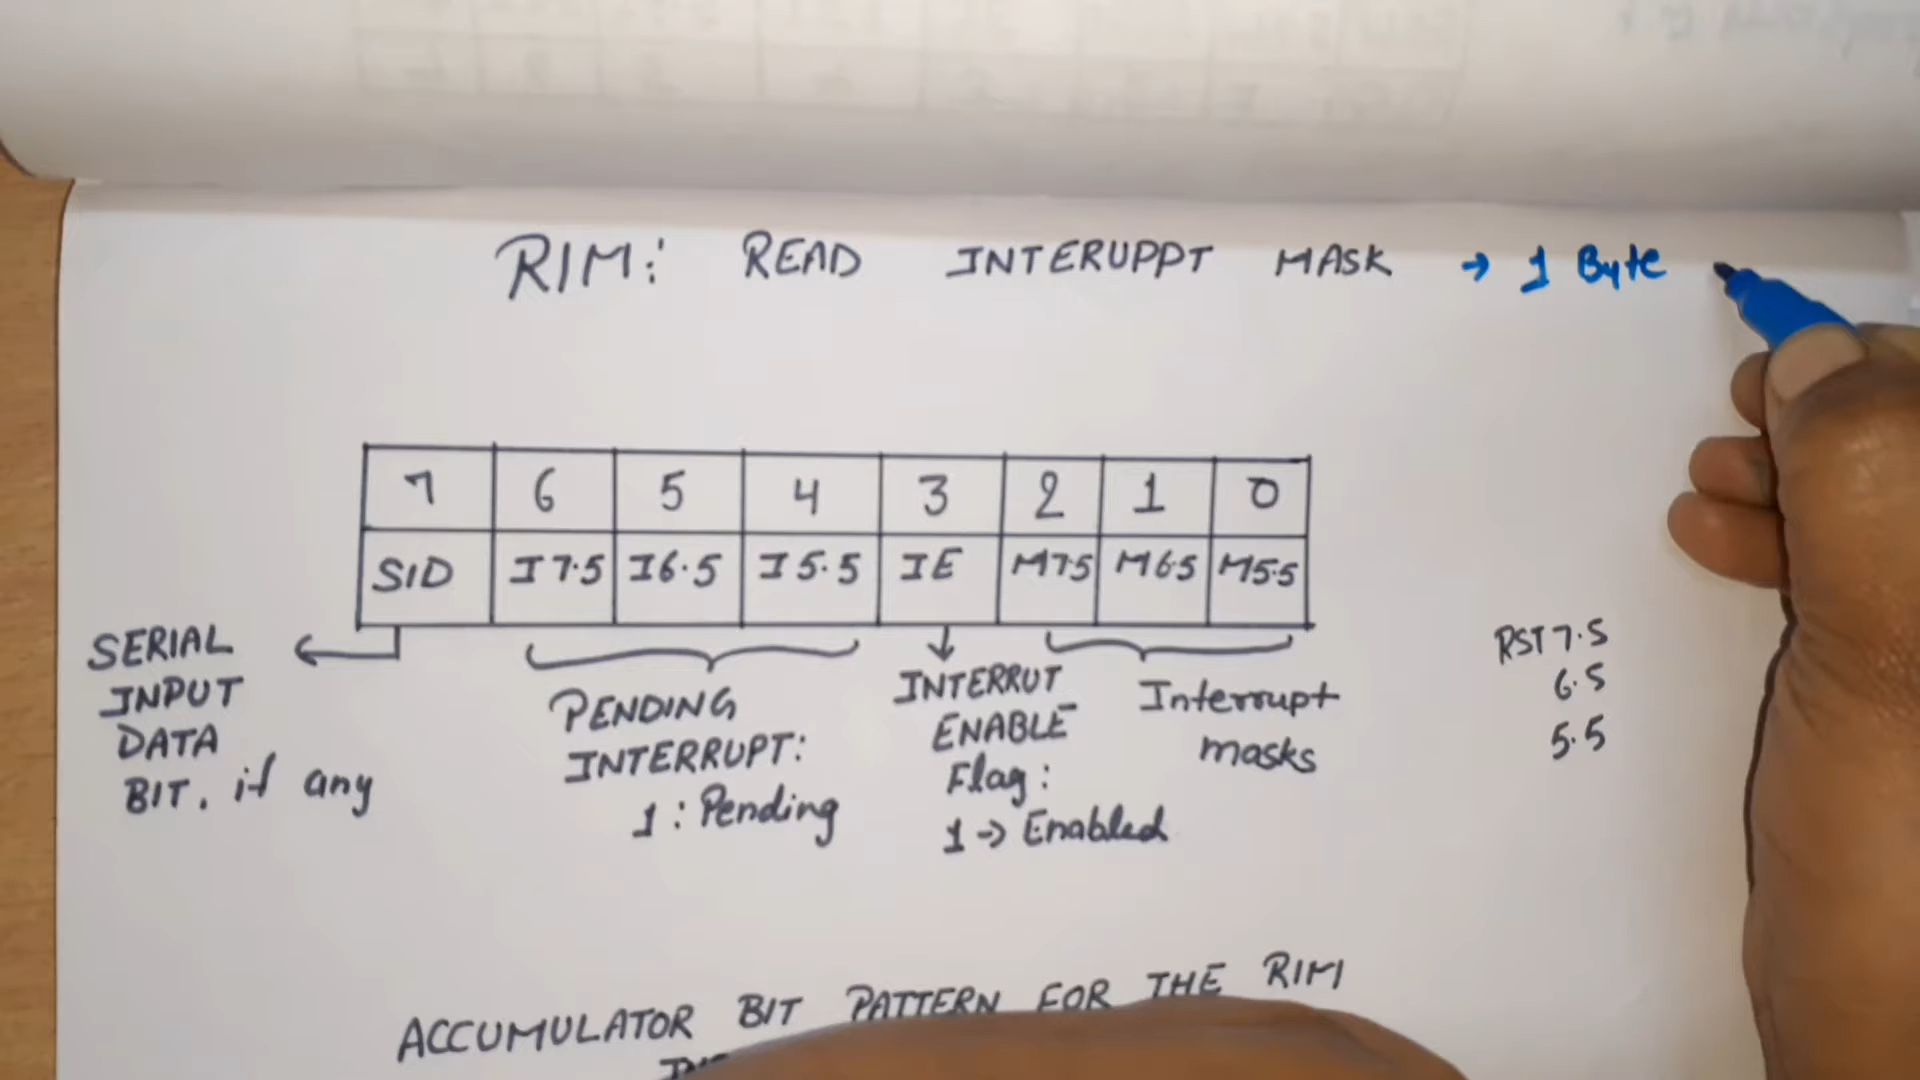 RIM: READ INTERUPPT MASK → 1 Byte
7 6 5 4 3 2 1 0
SID I7.5 I6.5 I5.5 IE M7.5 M6.5 M5.5
SERIAL
INPUT
DATA
BIT, if any
PENDING
INTERRUPT:
1 : Pending
INTERRUT
ENABLE
Flag:
1 → Enabled
Interrupt
masks
RST 7.5
6.5
5.5
ACCUMULATOR BIT PATTERN FOR THE RIM